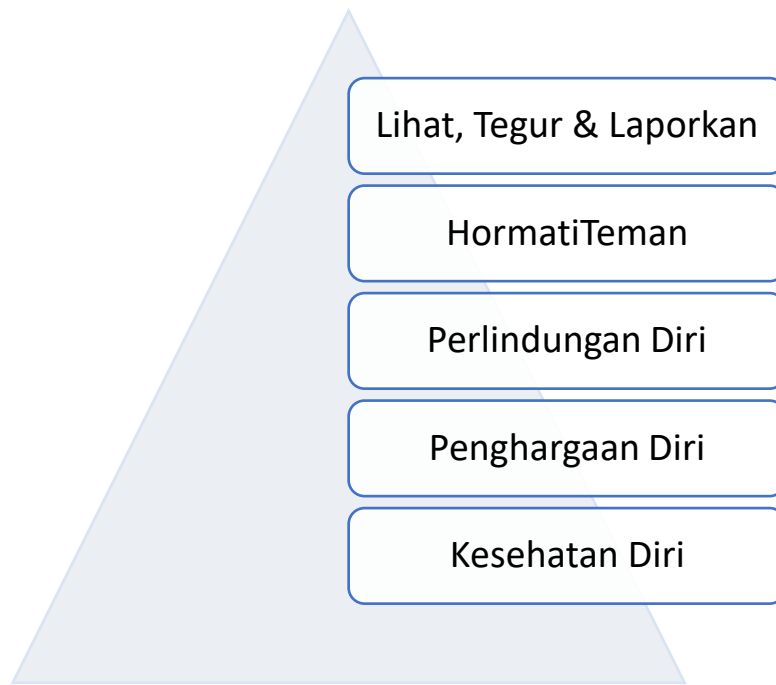 Lihat, Tegur & Laporkan
HormatiTeman
Perlindungan Diri
Penghargaan Diri
Kesehatan Diri